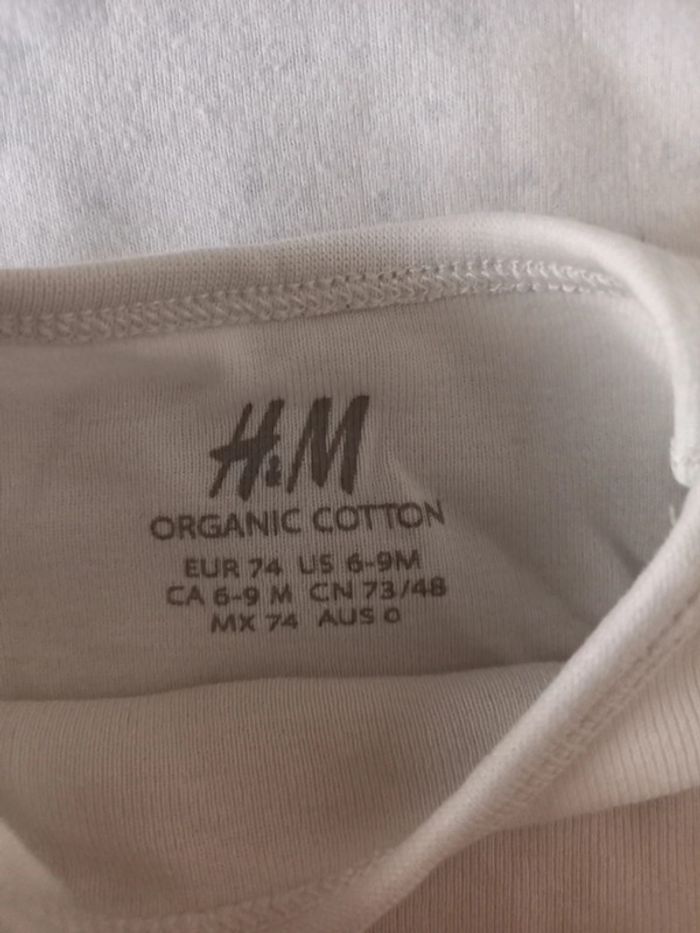 H&M
ORGANIC COTTON
EUR 74 US 6-9M
CA 6-9 M CN 73/48
MX 74 AUS 0